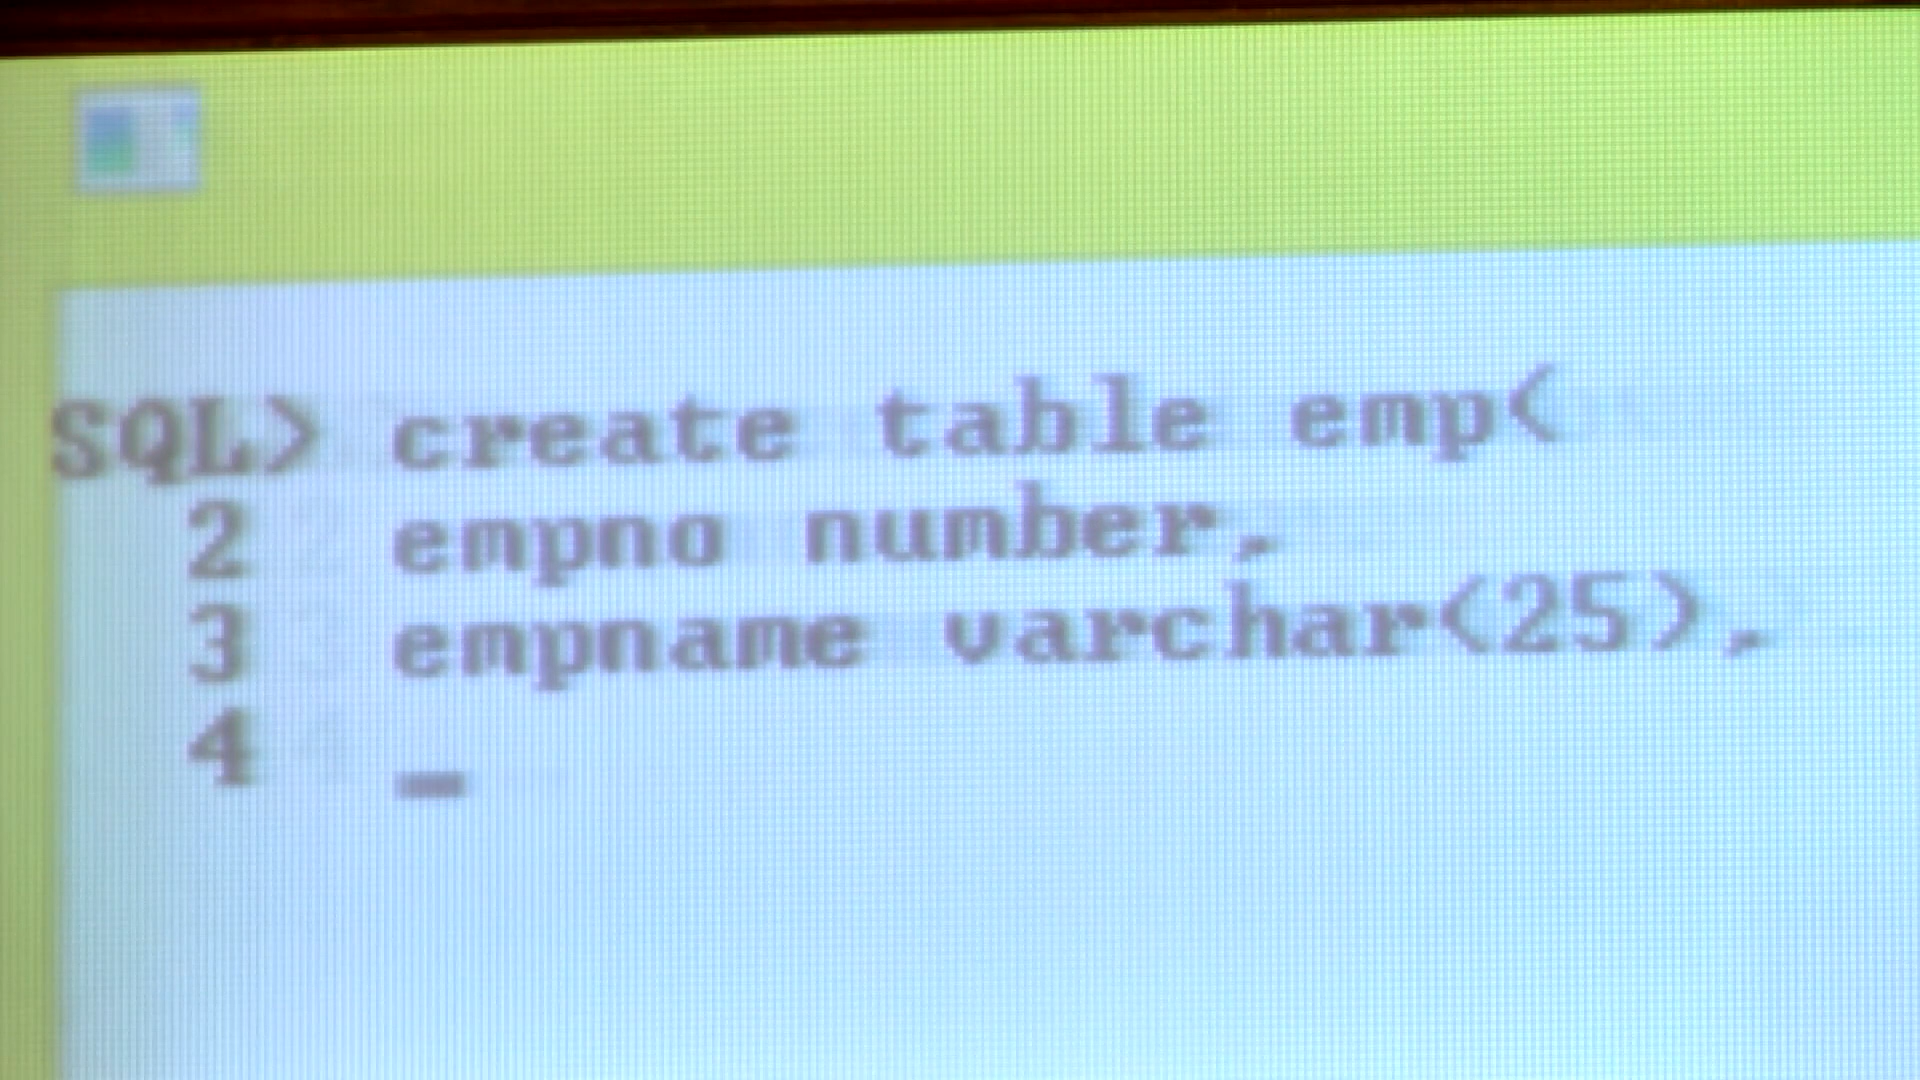 SQL> create table emp(
2 empno number,
3 empname varchar(25),
4